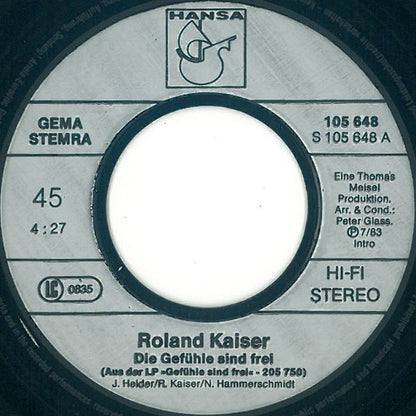 HANSA
GEMA
STEMRA
105 648
S 105 648 A
45
4:27
Eine Thomas
Meisel
Produktion.
Arr. & Cond.:
Peter Glass.
Ⓟ7/83
Intro
LC 0835
HI-FI
STEREO
Roland Kaiser
Die Gefühle sind frei
(Aus der LP »Gefühle sind frei« - 205 750)
J. Heider/R. Kaiser/N. Hammerschmidt